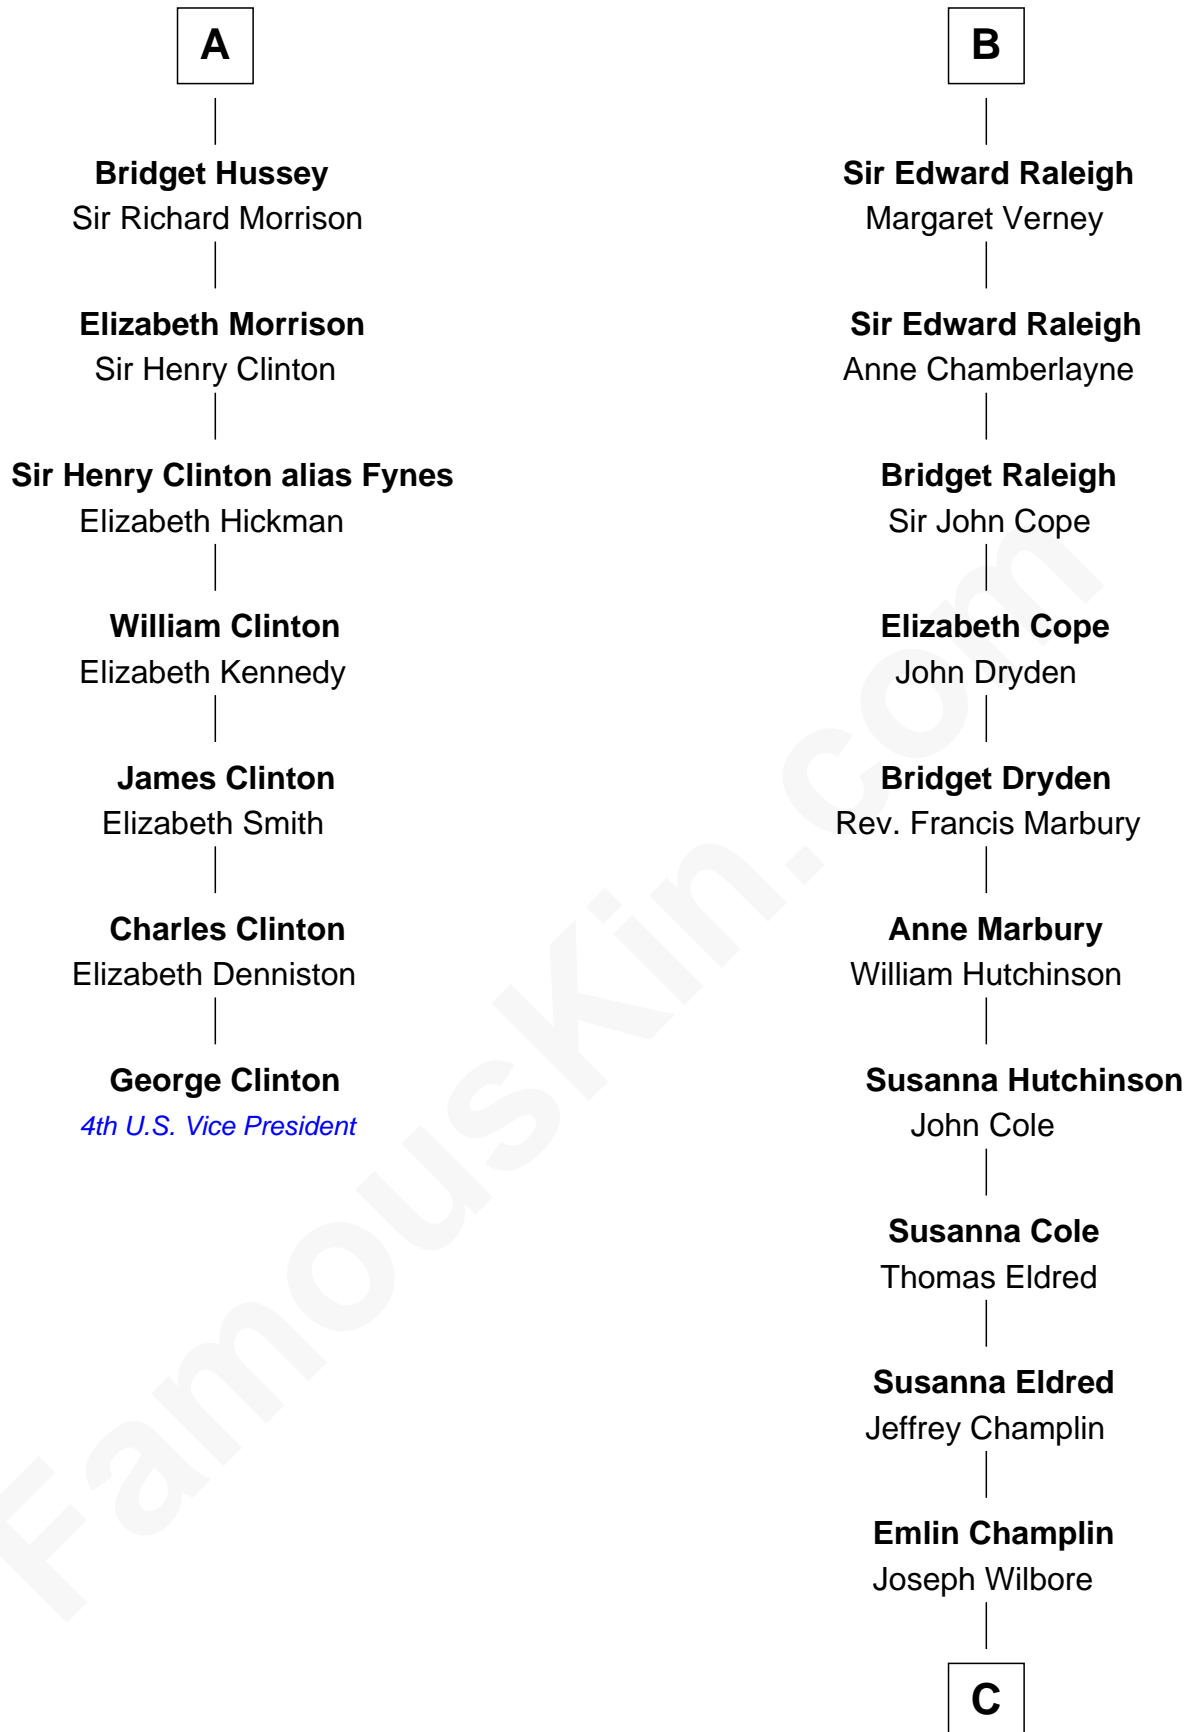 A
Bridget Hussey
Sir Richard Morrison
Elizabeth Morrison
Sir Henry Clinton
Sir Henry Clinton alias Fynes
Elizabeth Hickman
William Clinton
Elizabeth Kennedy
James Clinton
Elizabeth Smith
Charles Clinton
Elizabeth Denniston
George Clinton
4th U.S. Vice President
B
Sir Edward Raleigh
Margaret Verney
Sir Edward Raleigh
Anne Chamberlayne
Bridget Raleigh
Sir John Cope
Elizabeth Cope
John Dryden
Bridget Dryden
Rev. Francis Marbury
Anne Marbury
William Hutchinson
Susanna Hutchinson
John Cole
Susanna Cole
Thomas Eldred
Susanna Eldred
Jeffrey Champlin
Emlin Champlin
Joseph Wilbore
C
FamousKin.com